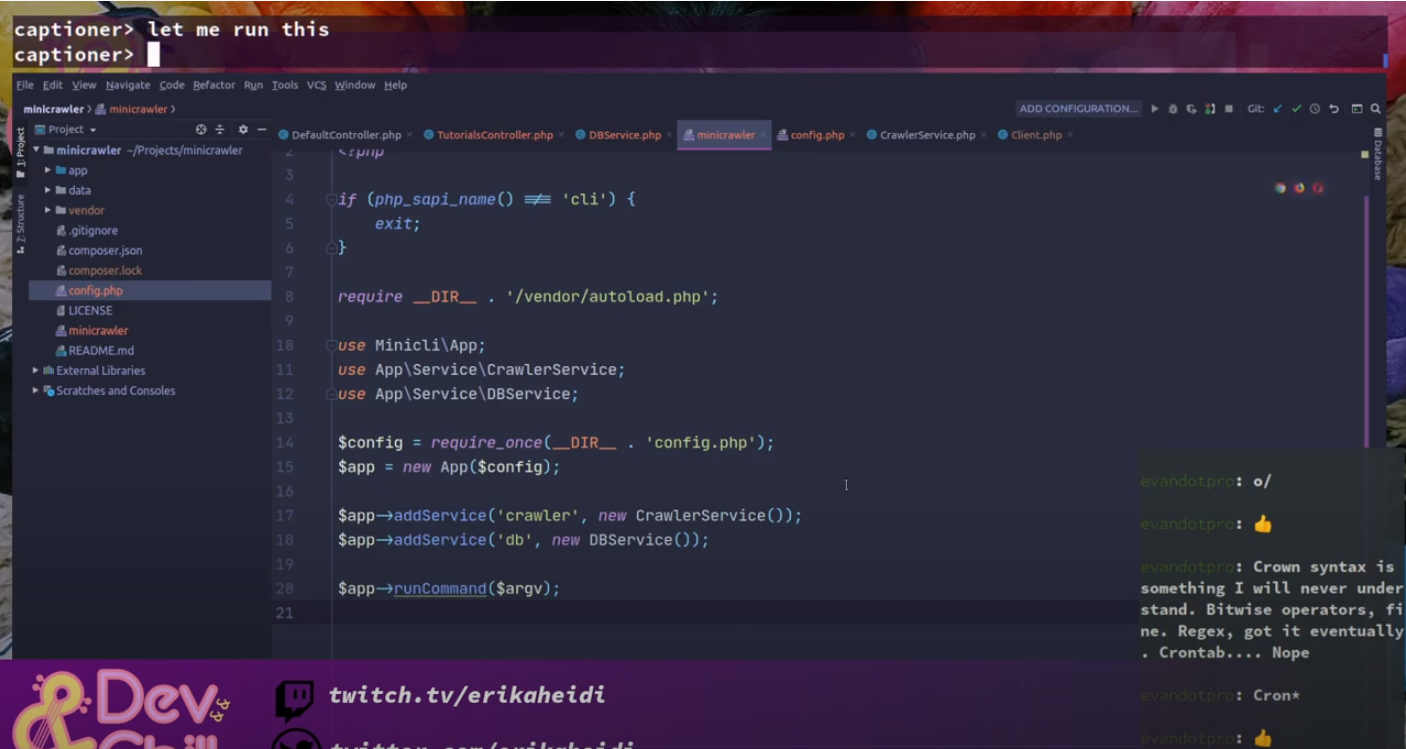 captioner> let me run this
captioner>
File Edit View Navigate Code Refactor Run Tools VCS Window Help
minicrawler minicrawler
ADD CONFIGURATION... Git:
Project
DefaultController.php TutorialsController.php DBService.php minicrawler config.php CrawlerService.php Client.php
1: Project
Z: Structure
Database
minicrawler ~/Projects/minicrawler
app
data
vendor
.gitignore
composer.json
composer.lock
config.php
LICENSE
minicrawler
README.md
External Libraries
Scratches and Consoles
2 <?php
3
4 if (php_sapi_name() !== 'cli') {
5 exit;
6 }
7
8 require __DIR__ . '/vendor/autoload.php';
9
10 use Minicli\App;
11 use App\Service\CrawlerService;
12 use App\Service\DBService;
13
14 $config = require_once(__DIR__ . 'config.php');
15 $app = new App($config);
16
17 $app->addService('crawler', new CrawlerService());
18 $app->addService('db', new DBService());
19
20 $app->runCommand($argv);
21
evandotpro: o/
evandotpro: 👍
evandotpro: Crown syntax is
something I will never under
stand. Bitwise operators, fi
ne. Regex, got it eventually
. Crontab.... Nope
evandotpro: Cron*
evandotpro: 👍
Dev
&&
Chill
twitch.tv/erikaheidi
twitter.com/erikaheidi